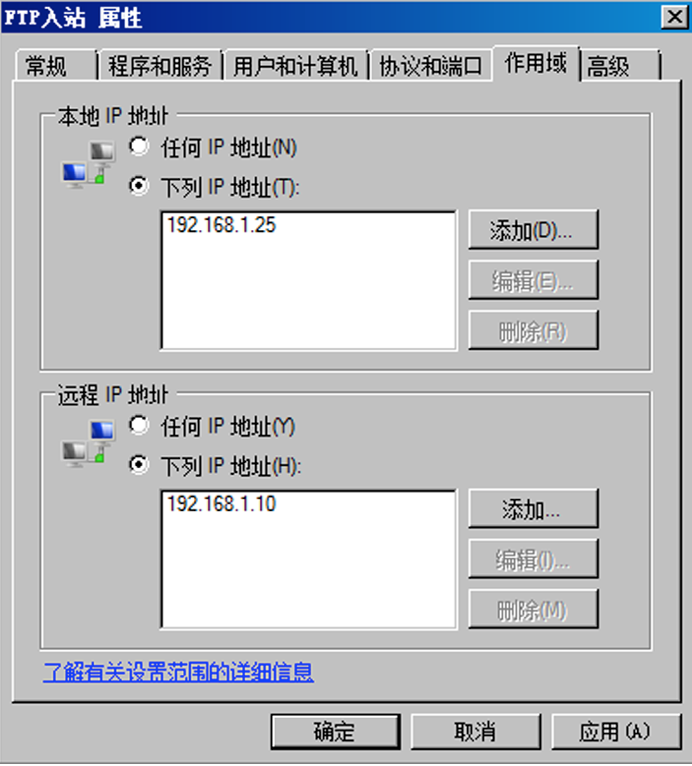 FTP入站 属性
常规 程序和服务 用户和计算机 协议和端口 作用域 高级
本地 IP 地址
任何 IP 地址(N)
下列 IP 地址(T):
192.168.1.25
添加(D)...
编辑(E)...
删除(R)
远程 IP 地址
任何 IP 地址(Y)
下列 IP 地址(H):
192.168.1.10
添加...
编辑(I)...
删除(M)
了解有关设置范围的详细信息
确定 取消 应用(A)